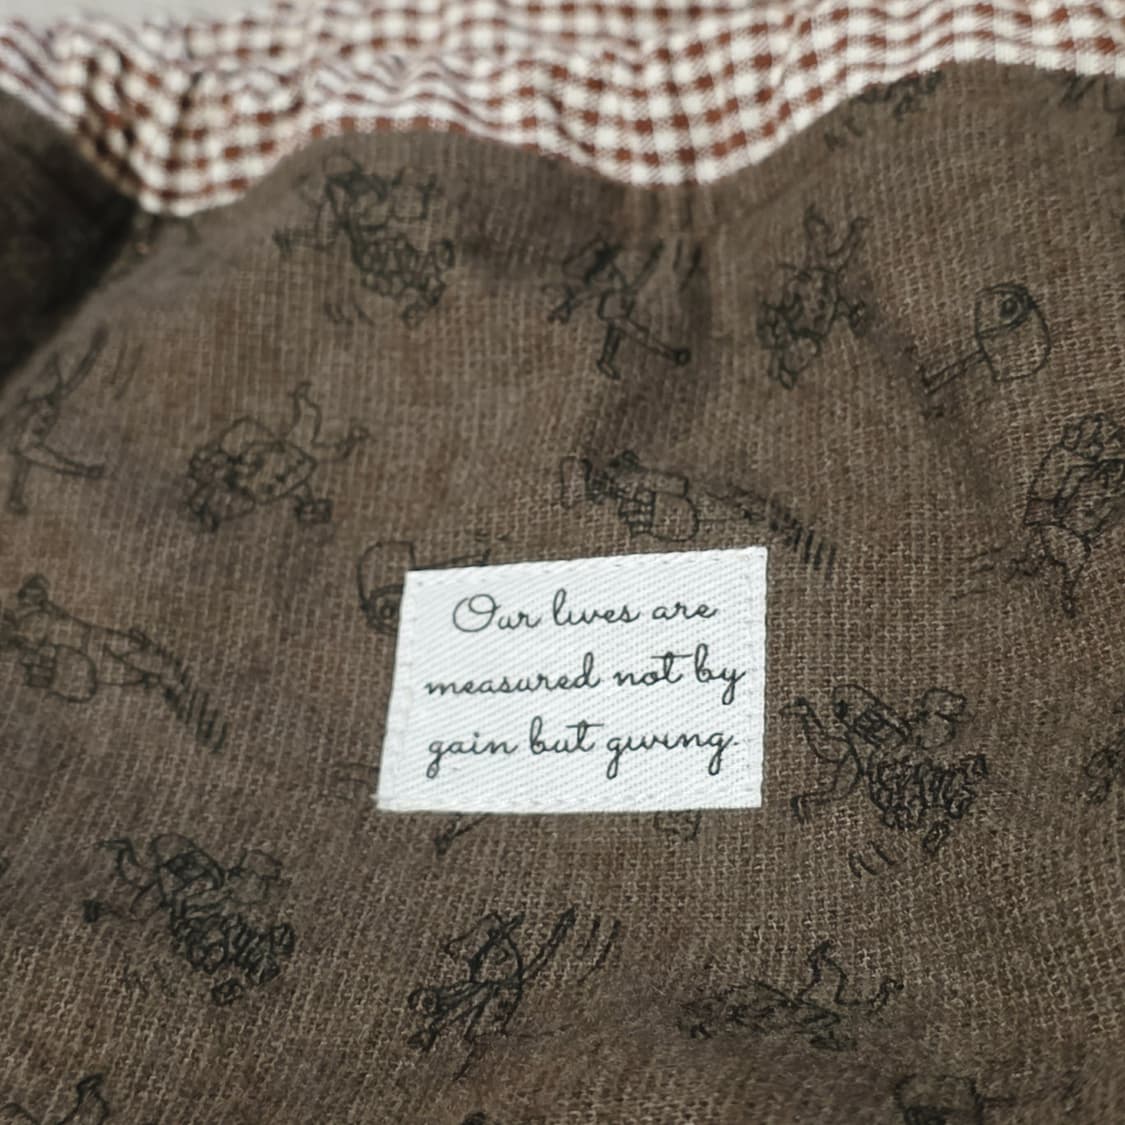 Our lives are
measured not by
gain but giving.